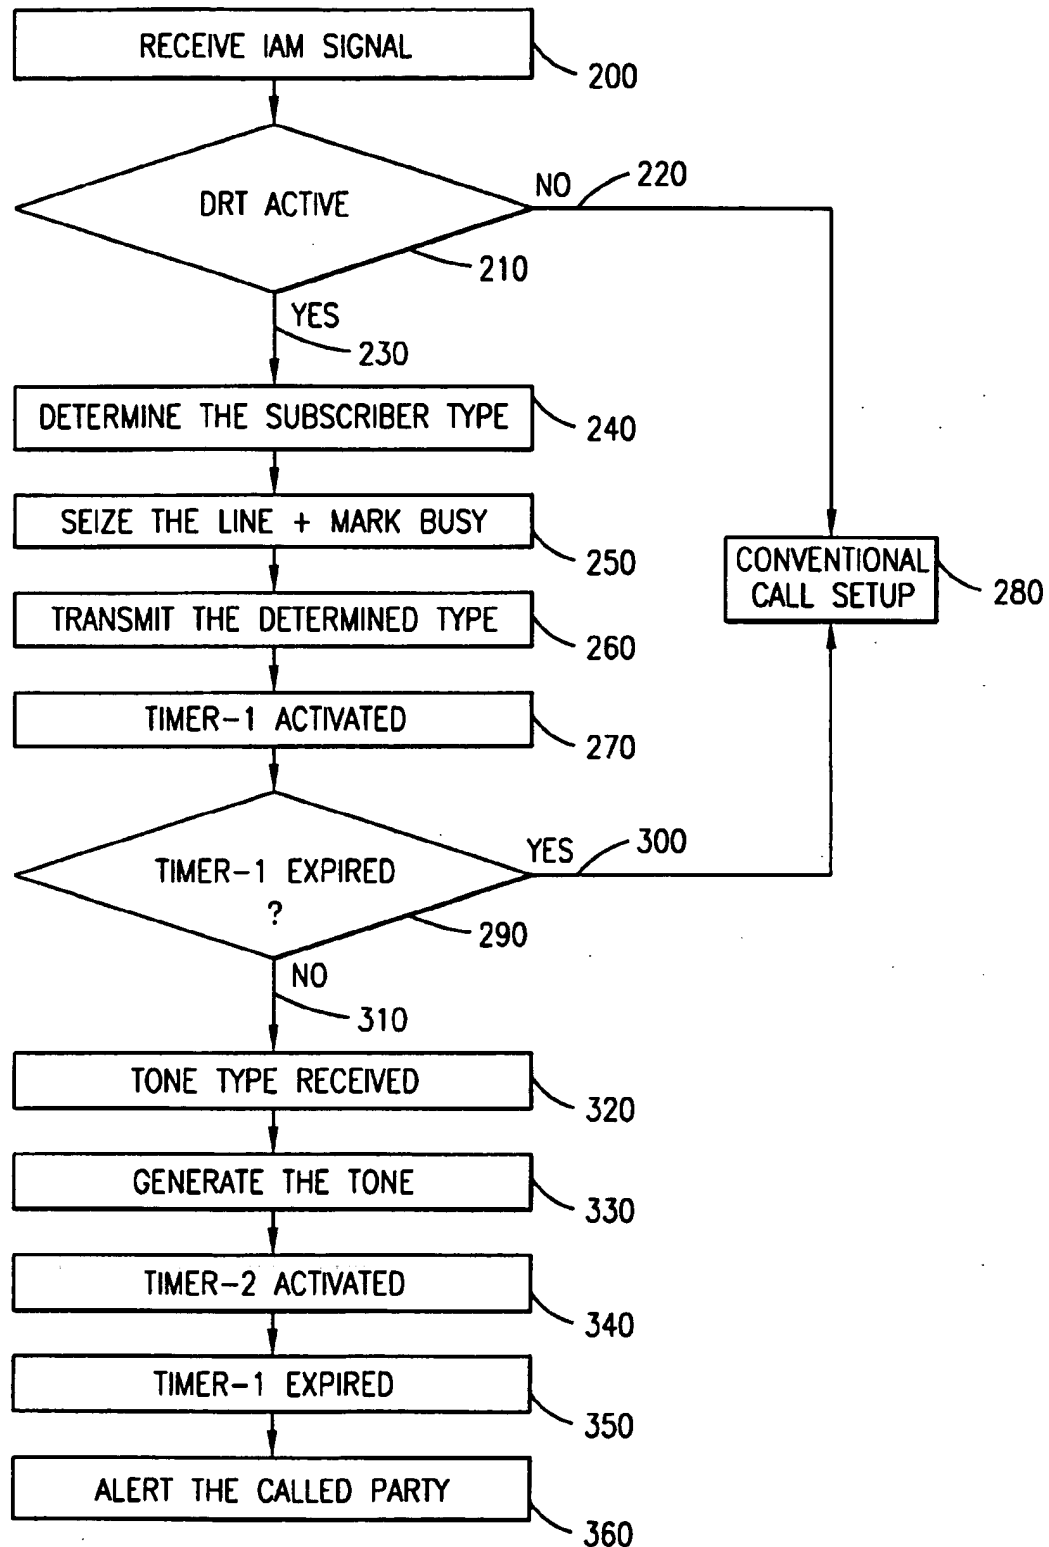 RECEIVE IAM SIGNAL
200
DRT ACTIVE
NO
220
210
YES
230
DETERMINE THE SUBSCRIBER TYPE
240
SEIZE THE LINE + MARK BUSY
250
CONVENTIONAL
CALL SETUP
280
TRANSMIT THE DETERMINED TYPE
260
TIMER-1 ACTIVATED
270
TIMER-1 EXPIRED
?
YES
300
290
NO
310
TONE TYPE RECEIVED
320
GENERATE THE TONE
330
TIMER-2 ACTIVATED
340
TIMER-1 EXPIRED
350
ALERT THE CALLED PARTY
360